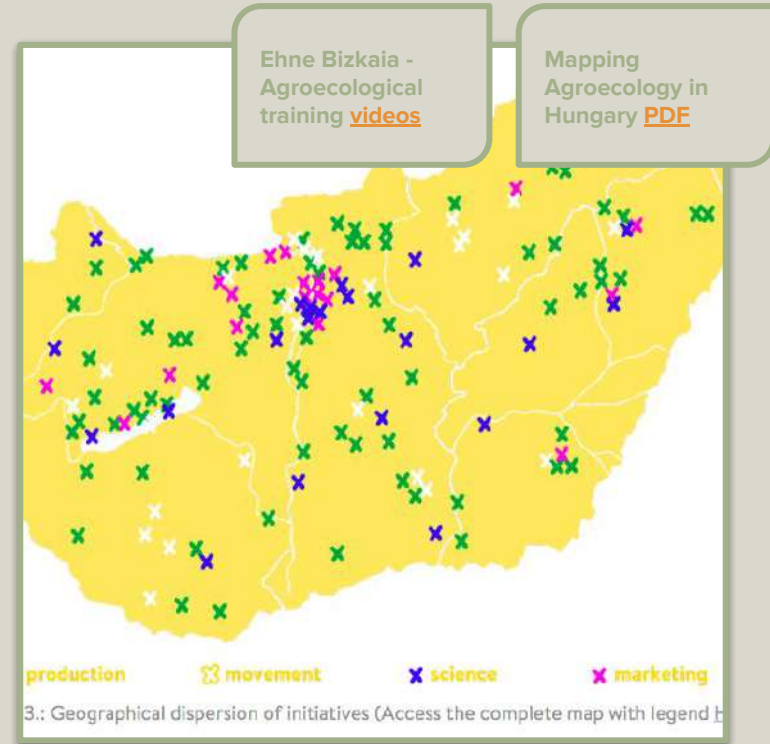 Ehne Bizkaia -
Agroecological
training videos
Mapping
Agroecology in
Hungary PDF
production
movement
science
marketing
3.: Geographical dispersion of initiatives (Access the complete map with legend